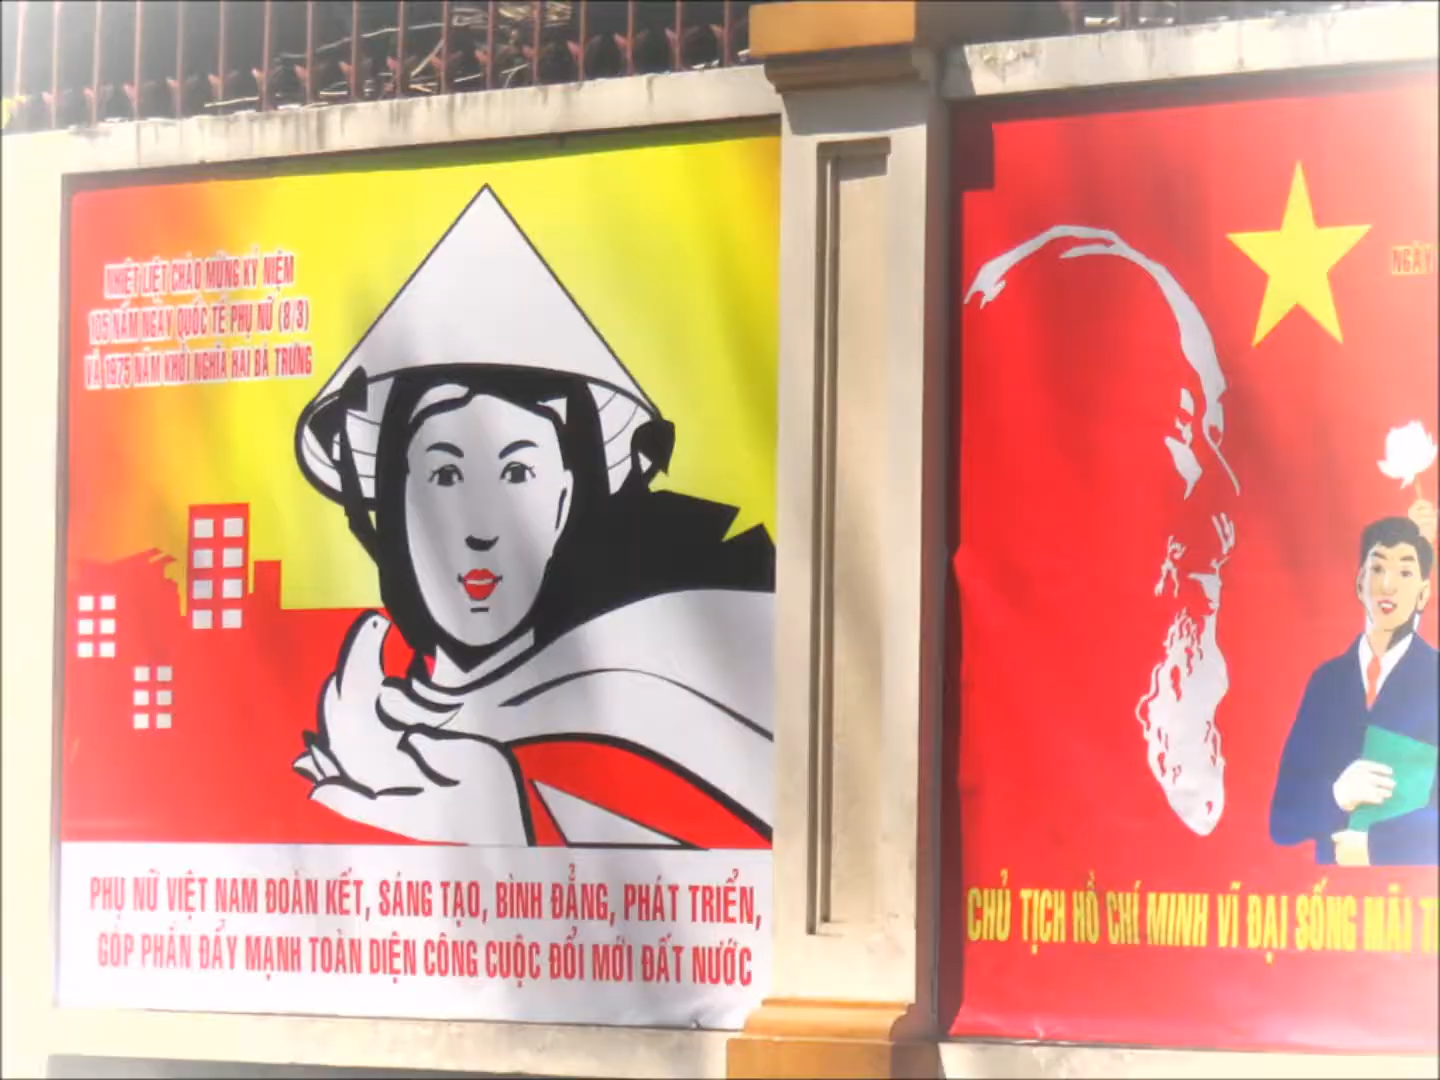 NHIỆT LIỆT CHÀO MỪNG KỶ NIỆM
105 NĂM NGÀY QUỐC TẾ PHỤ NỮ (8/3)
VÀ 1975 NĂM KHỞI NGHĨA HAI BÀ TRƯNG
PHỤ NỮ VIỆT NAM ĐOÀN KẾT, SÁNG TẠO, BÌNH ĐẲNG, PHÁT TRIỂN,
GÓP PHẦN ĐẨY MẠNH TOÀN DIỆN CÔNG CUỘC ĐỔI MỚI ĐẤT NƯỚC
NGÀY
CHỦ TỊCH HỒ CHÍ MINH VĨ ĐẠI SỐNG MÃI T